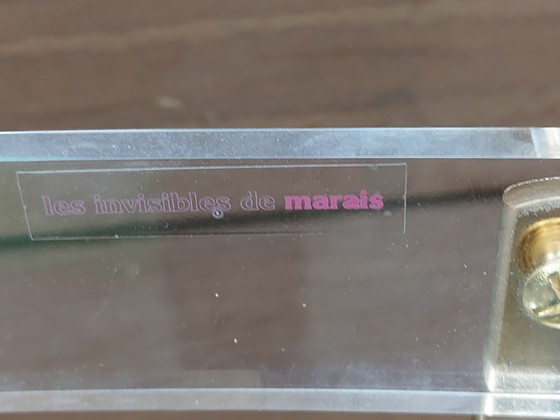 les invisibles de marais